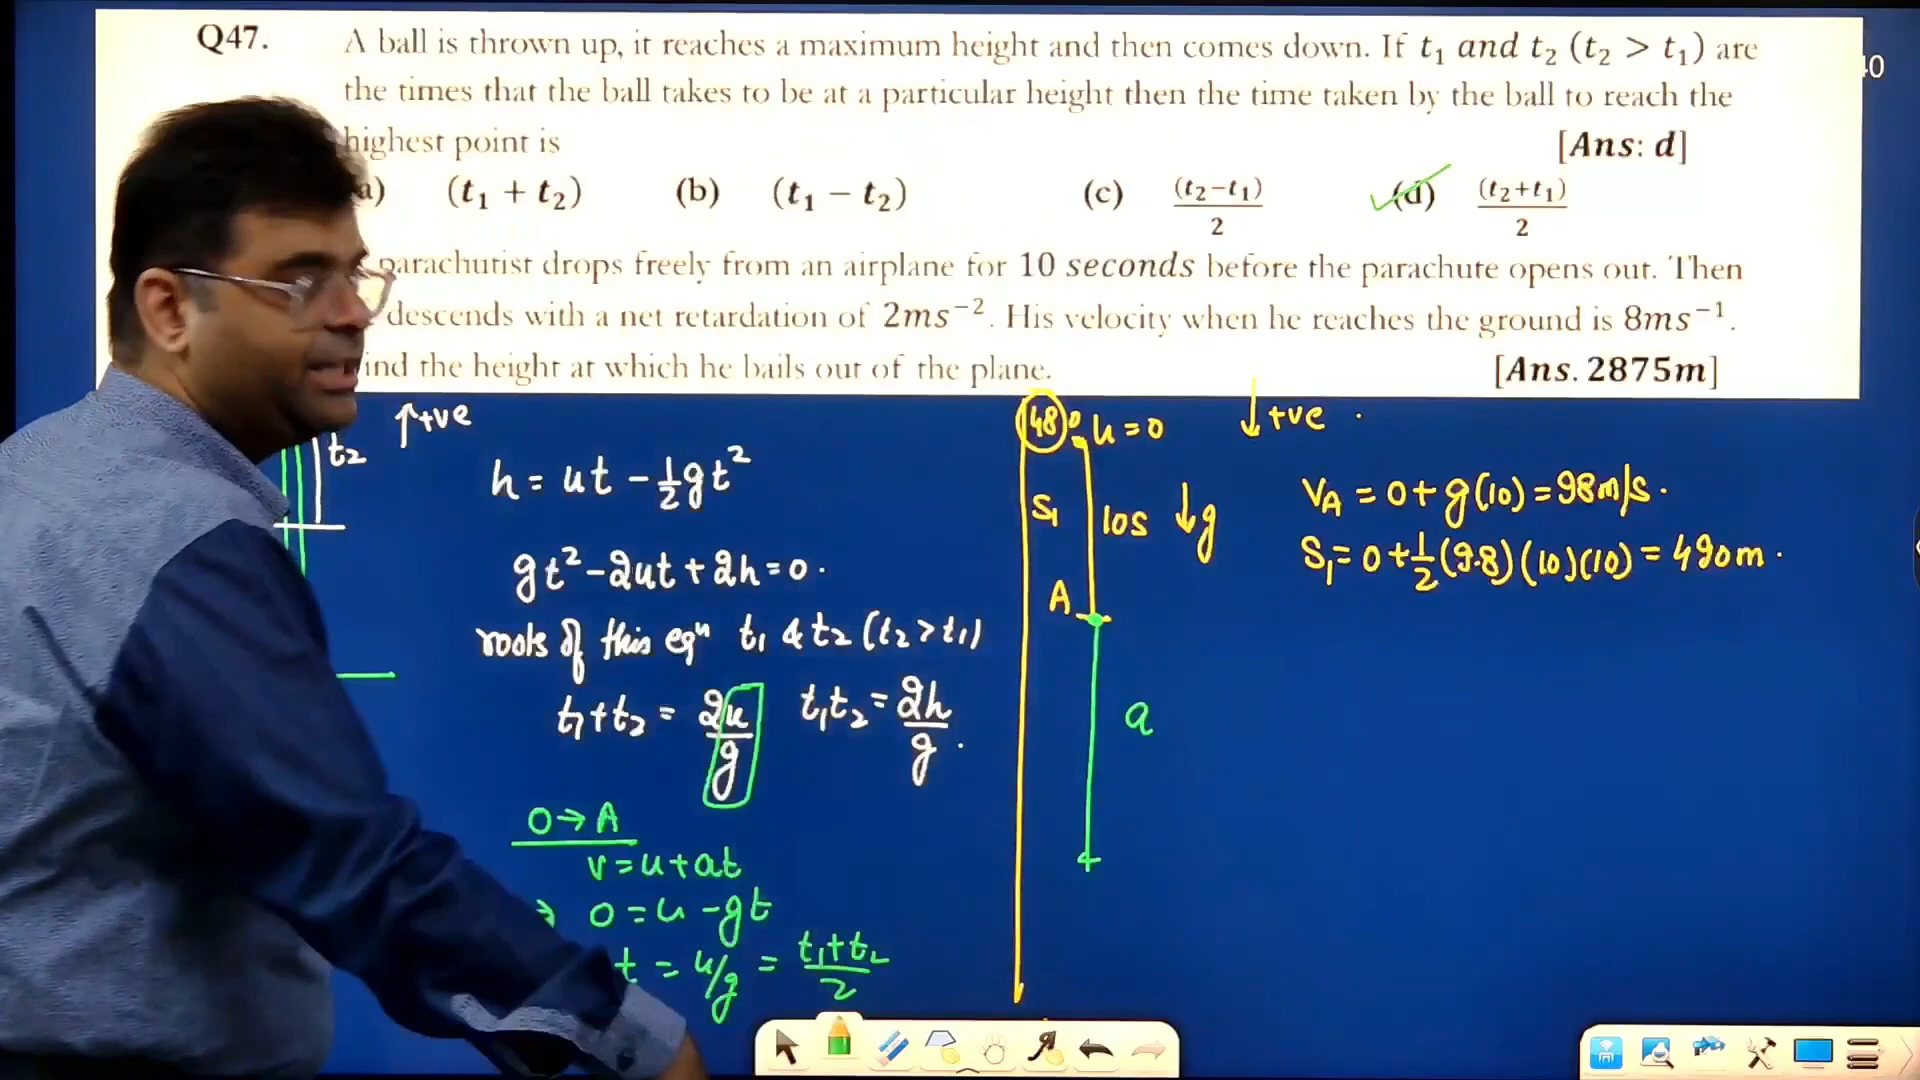 Q47. A ball is thrown up, it reaches a maximum height and then comes down. If t₁ and t₂ (t₂ > t₁) are
the times that the ball takes to be at a particular height then the time taken by the ball to reach the
highest point is [Ans: d]
a) (t₁ + t₂) (b) (t₁ − t₂) (c) (t₂−t₁)/2 (d) (t₂+t₁)/2
parachutist drops freely from an airplane for 10 seconds before the parachute opens out. Then
descends with a net retardation of 2ms⁻². His velocity when he reaches the ground is 8ms⁻¹.
ind the height at which he bails out of the plane. [Ans. 2875m]
40
↑+ve
t₂
h = ut − ½gt²
gt² − 2ut + 2h = 0.
roots of this eqⁿ t₁ & t₂ (t₂ > t₁)
t₁+t₂ = 2u/g t₁t₂ = 2h/g.
O→A
v = u + at
⇒ 0 = u − gt
t = u/g = (t₁+t₂)/2
48 u = 0 ↓+ve
S₁ 10s ↓g
A
a
V_A = 0 + g(10) = 98 m/s.
S₁ = 0 + ½(9.8)(10)(10) = 490m.